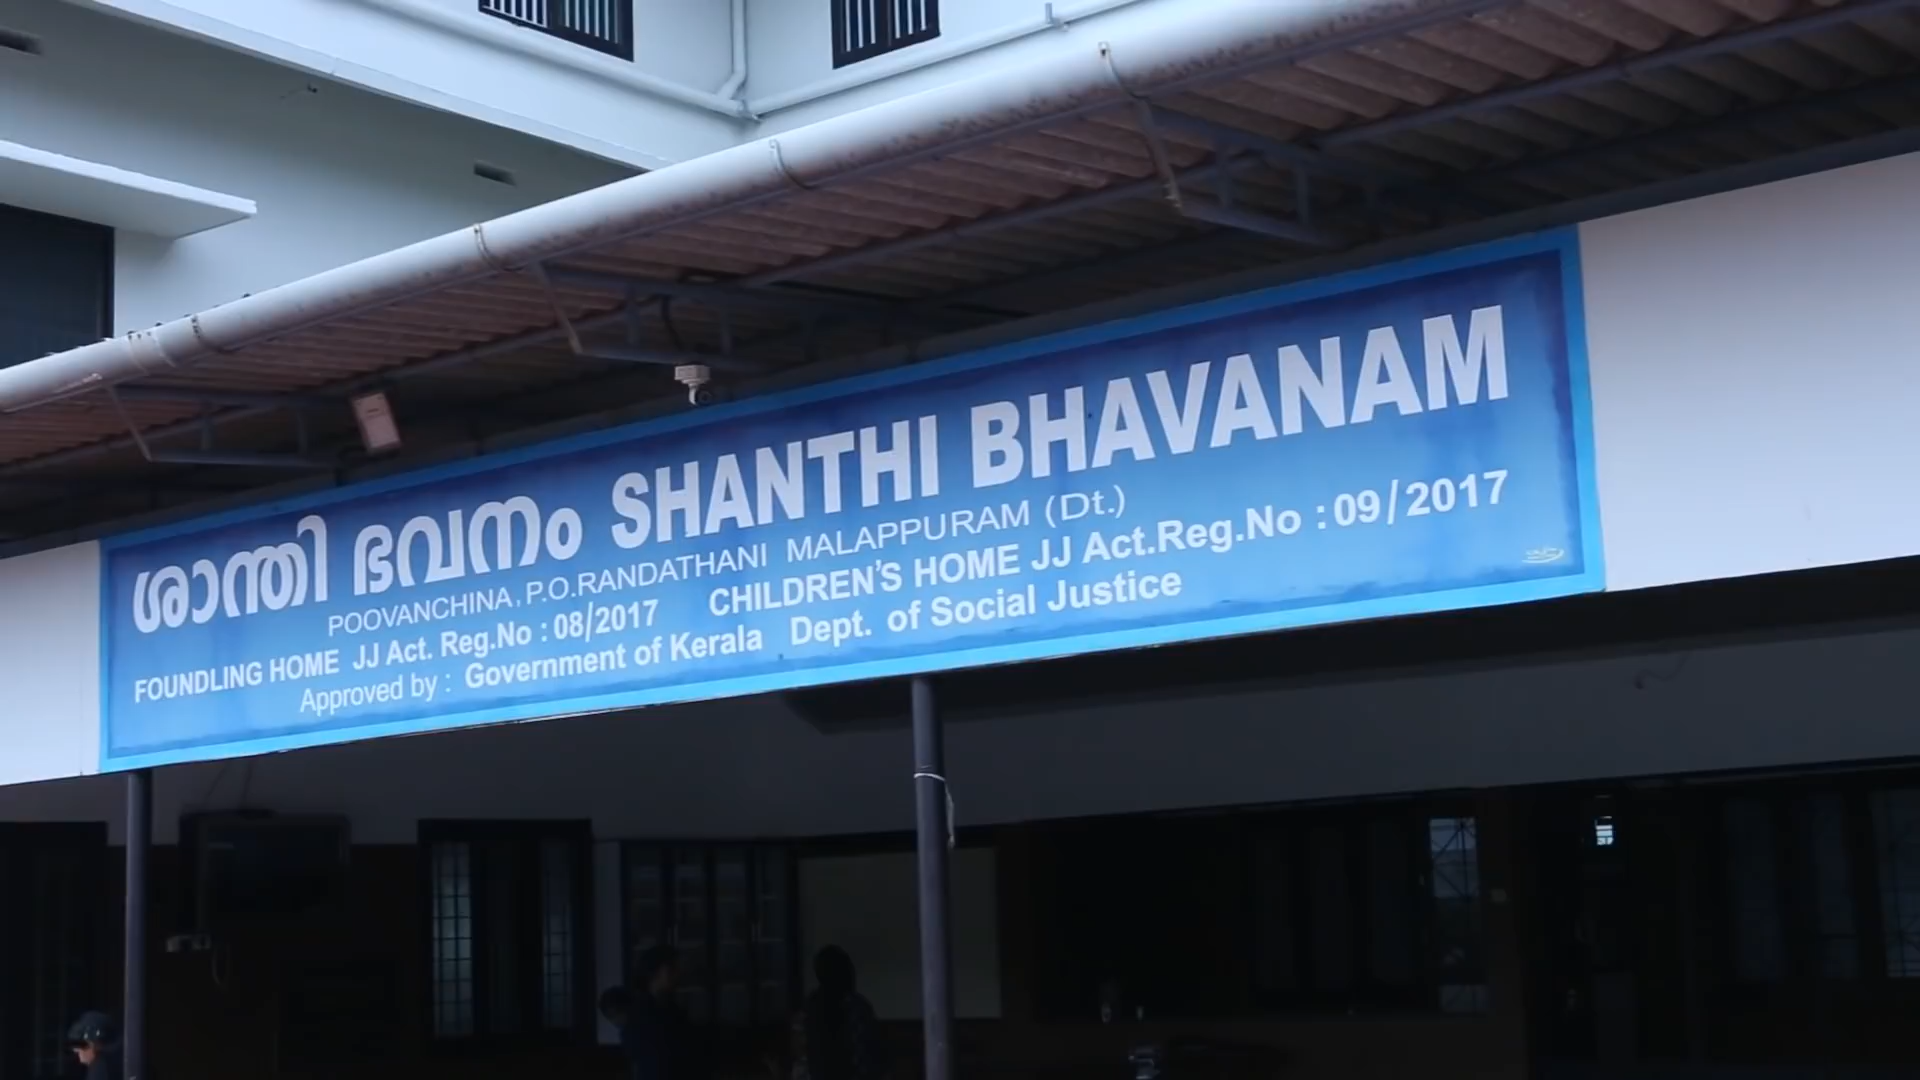 ശാന്തി ഭവനം SHANTHI BHAVANAM
POOVANCHINA, P.O.RANDATHANI MALAPPURAM (Dt.)
FOUNDLING HOME JJ Act. Reg.No : 08/2017 CHILDREN'S HOME JJ Act.Reg.No : 09/2017
Approved by : Government of Kerala Dept. of Social Justice